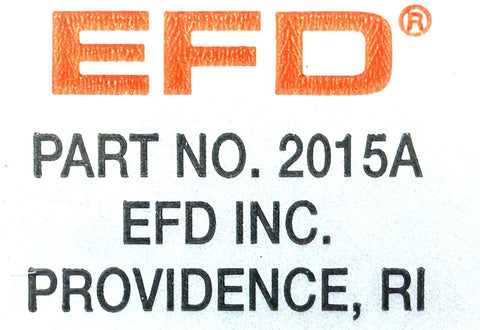 EFD®
PART NO. 2015A
EFD INC.
PROVIDENCE, RI